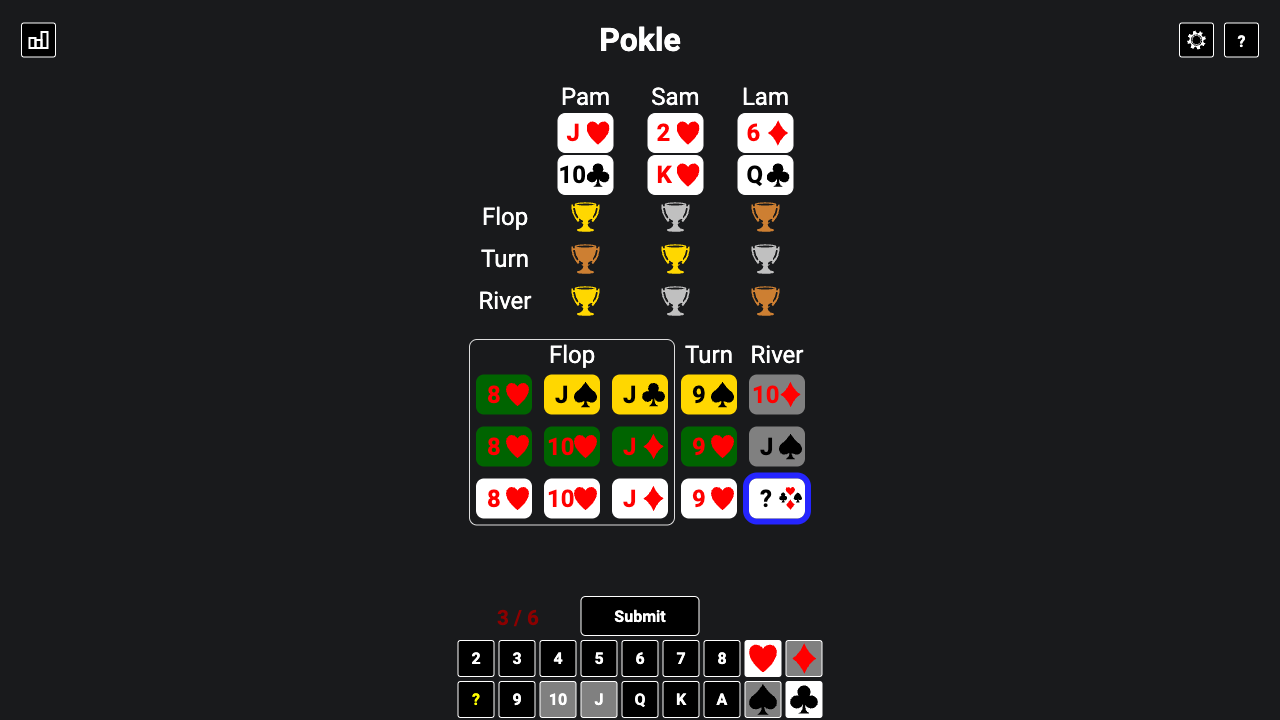 Pokle
?
Pam Sam Lam
J 2 6
10 K Q
Flop
Turn
River
Flop Turn River
8 J J 9 10
8 10 J 9 J
8 10 J 9 ?
3 / 6 Submit
2 3 4 5 6 7 8
? 9 10 J Q K A